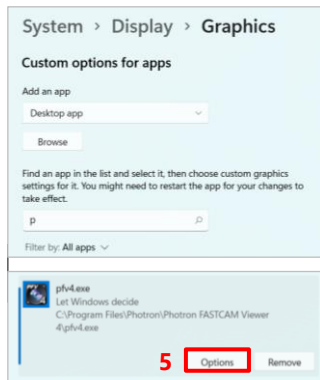 System > Display > Graphics
Custom options for apps
Add an app
Desktop app
Browse
Find an app in the list and select it, then choose custom graphics
settings for it. You might need to restart the app for your changes to
take effect.
p
Filter by: All apps
pfv4.exe
Let Windows decide
C:\Program Files\Photron\Photron FASTCAM Viewer
4\pfv4.exe
5 Options Remove